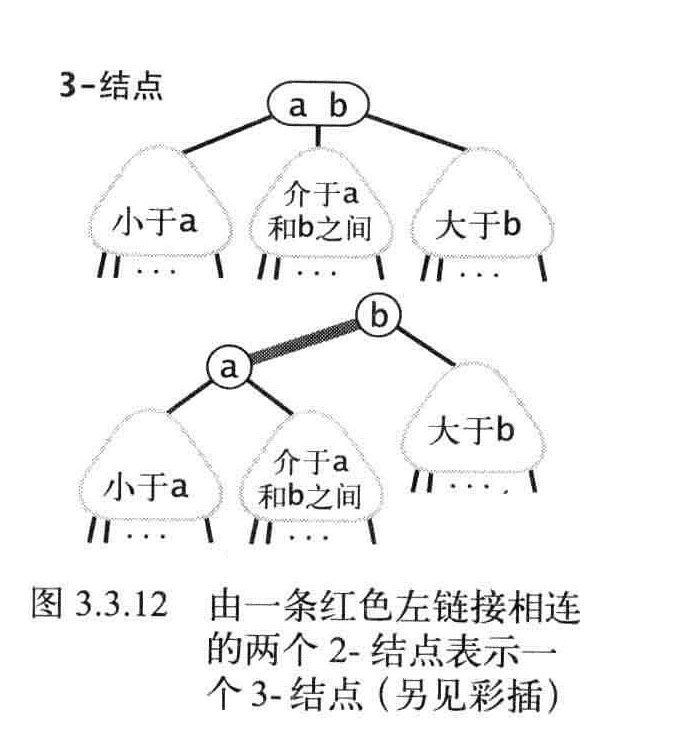 3-结点
a b
小于a
介于a
和b之间
大于b
...
...
...
b
a
大于b
小于a
介于a
和b之间
....
...
...
图 3.3.12 由一条红色左链接相连
的两个 2- 结点表示一
个 3- 结点（另见彩插）